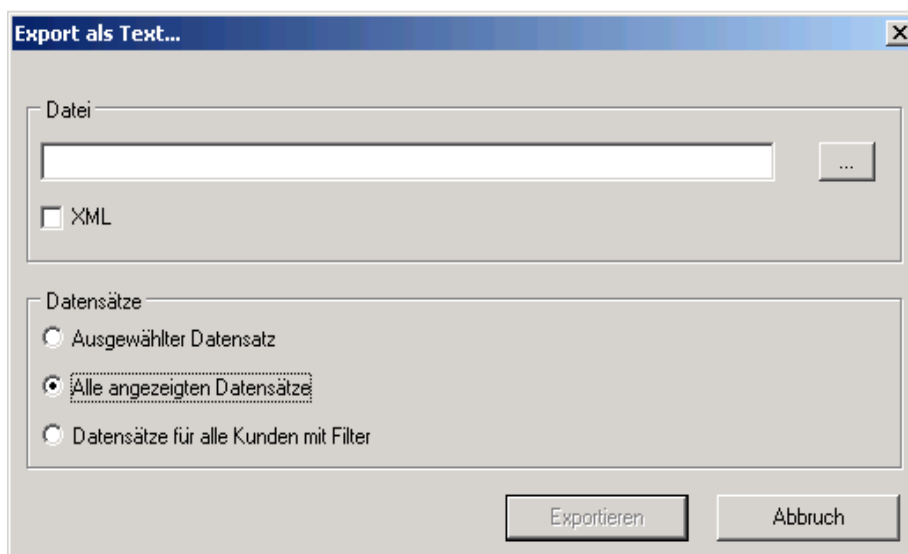 Export als Text...
Datei
...
XML
Datensätze
Ausgewählter Datensatz
Alle angezeigten Datensätze
Datensätze für alle Kunden mit Filter
Exportieren Abbruch